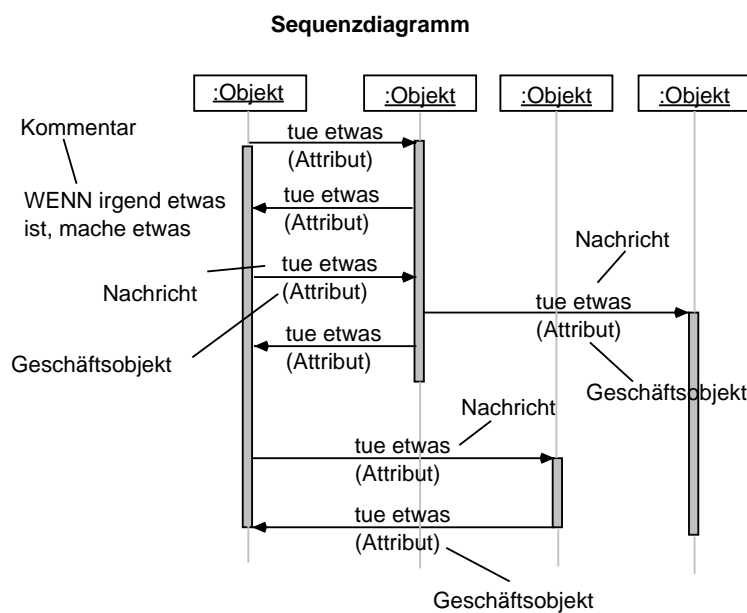 Sequenzdiagramm
:Objekt
:Objekt
:Objekt
:Objekt
Kommentar
tue etwas
(Attribut)
WENN irgend etwas
ist, mache etwas
tue etwas
(Attribut)
Nachricht
tue etwas
(Attribut)
Nachricht
tue etwas
(Attribut)
Geschäftsobjekt
tue etwas
(Attribut)
Geschäftsobjekt
Nachricht
tue etwas
(Attribut)
tue etwas
(Attribut)
Geschäftsobjekt